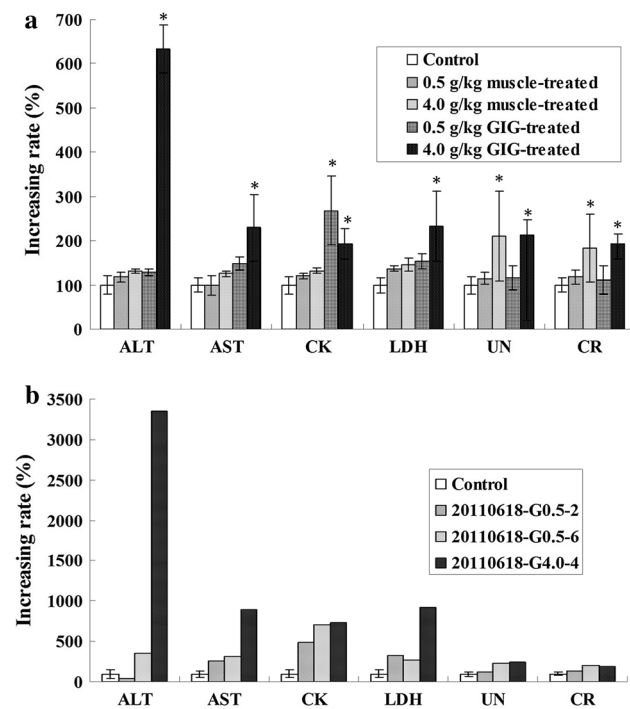 a
700
600
500
400
300
200
100
0
Increasing rate (%)
Control
0.5 g/kg muscle-treated
4.0 g/kg muscle-treated
0.5 g/kg GIG-treated
4.0 g/kg GIG-treated
* * * * * * * * *
ALT AST CK LDH UN CR
b
3500
3000
2500
2000
1500
1000
500
0
Increasing rate (%)
Control
20110618-G0.5-2
20110618-G0.5-6
20110618-G4.0-4
ALT AST CK LDH UN CR